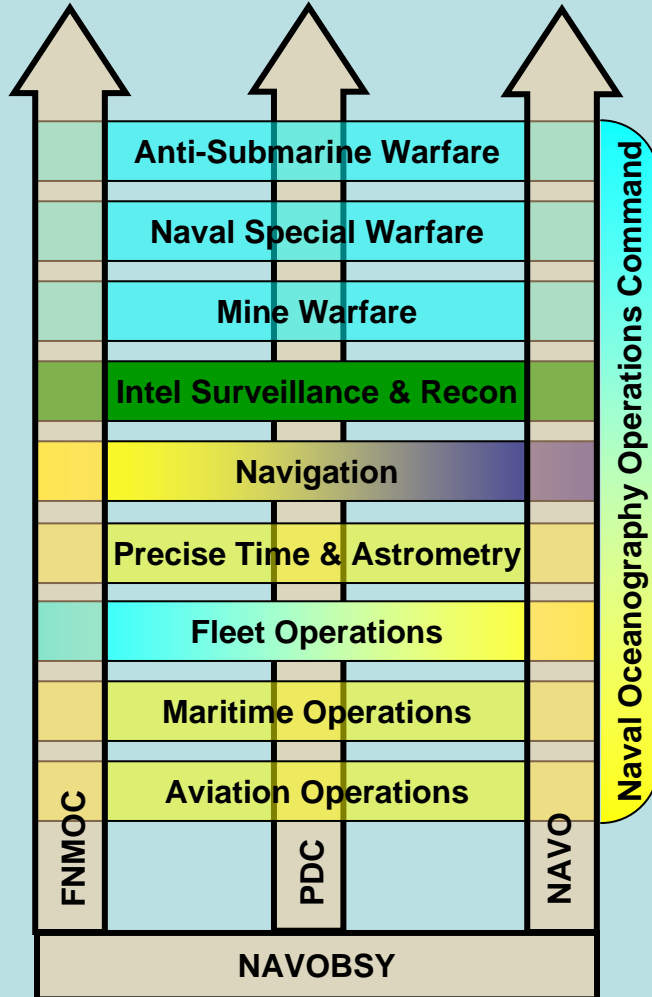 Anti-Submarine Warfare
Naval Special Warfare
Mine Warfare
Intel Surveillance & Recon
Navigation
Precise Time & Astrometry
Fleet Operations
Maritime Operations
Aviation Operations
FNMOC
PDC
NAVO
NAVOBSY
Naval Oceanography Operations Command